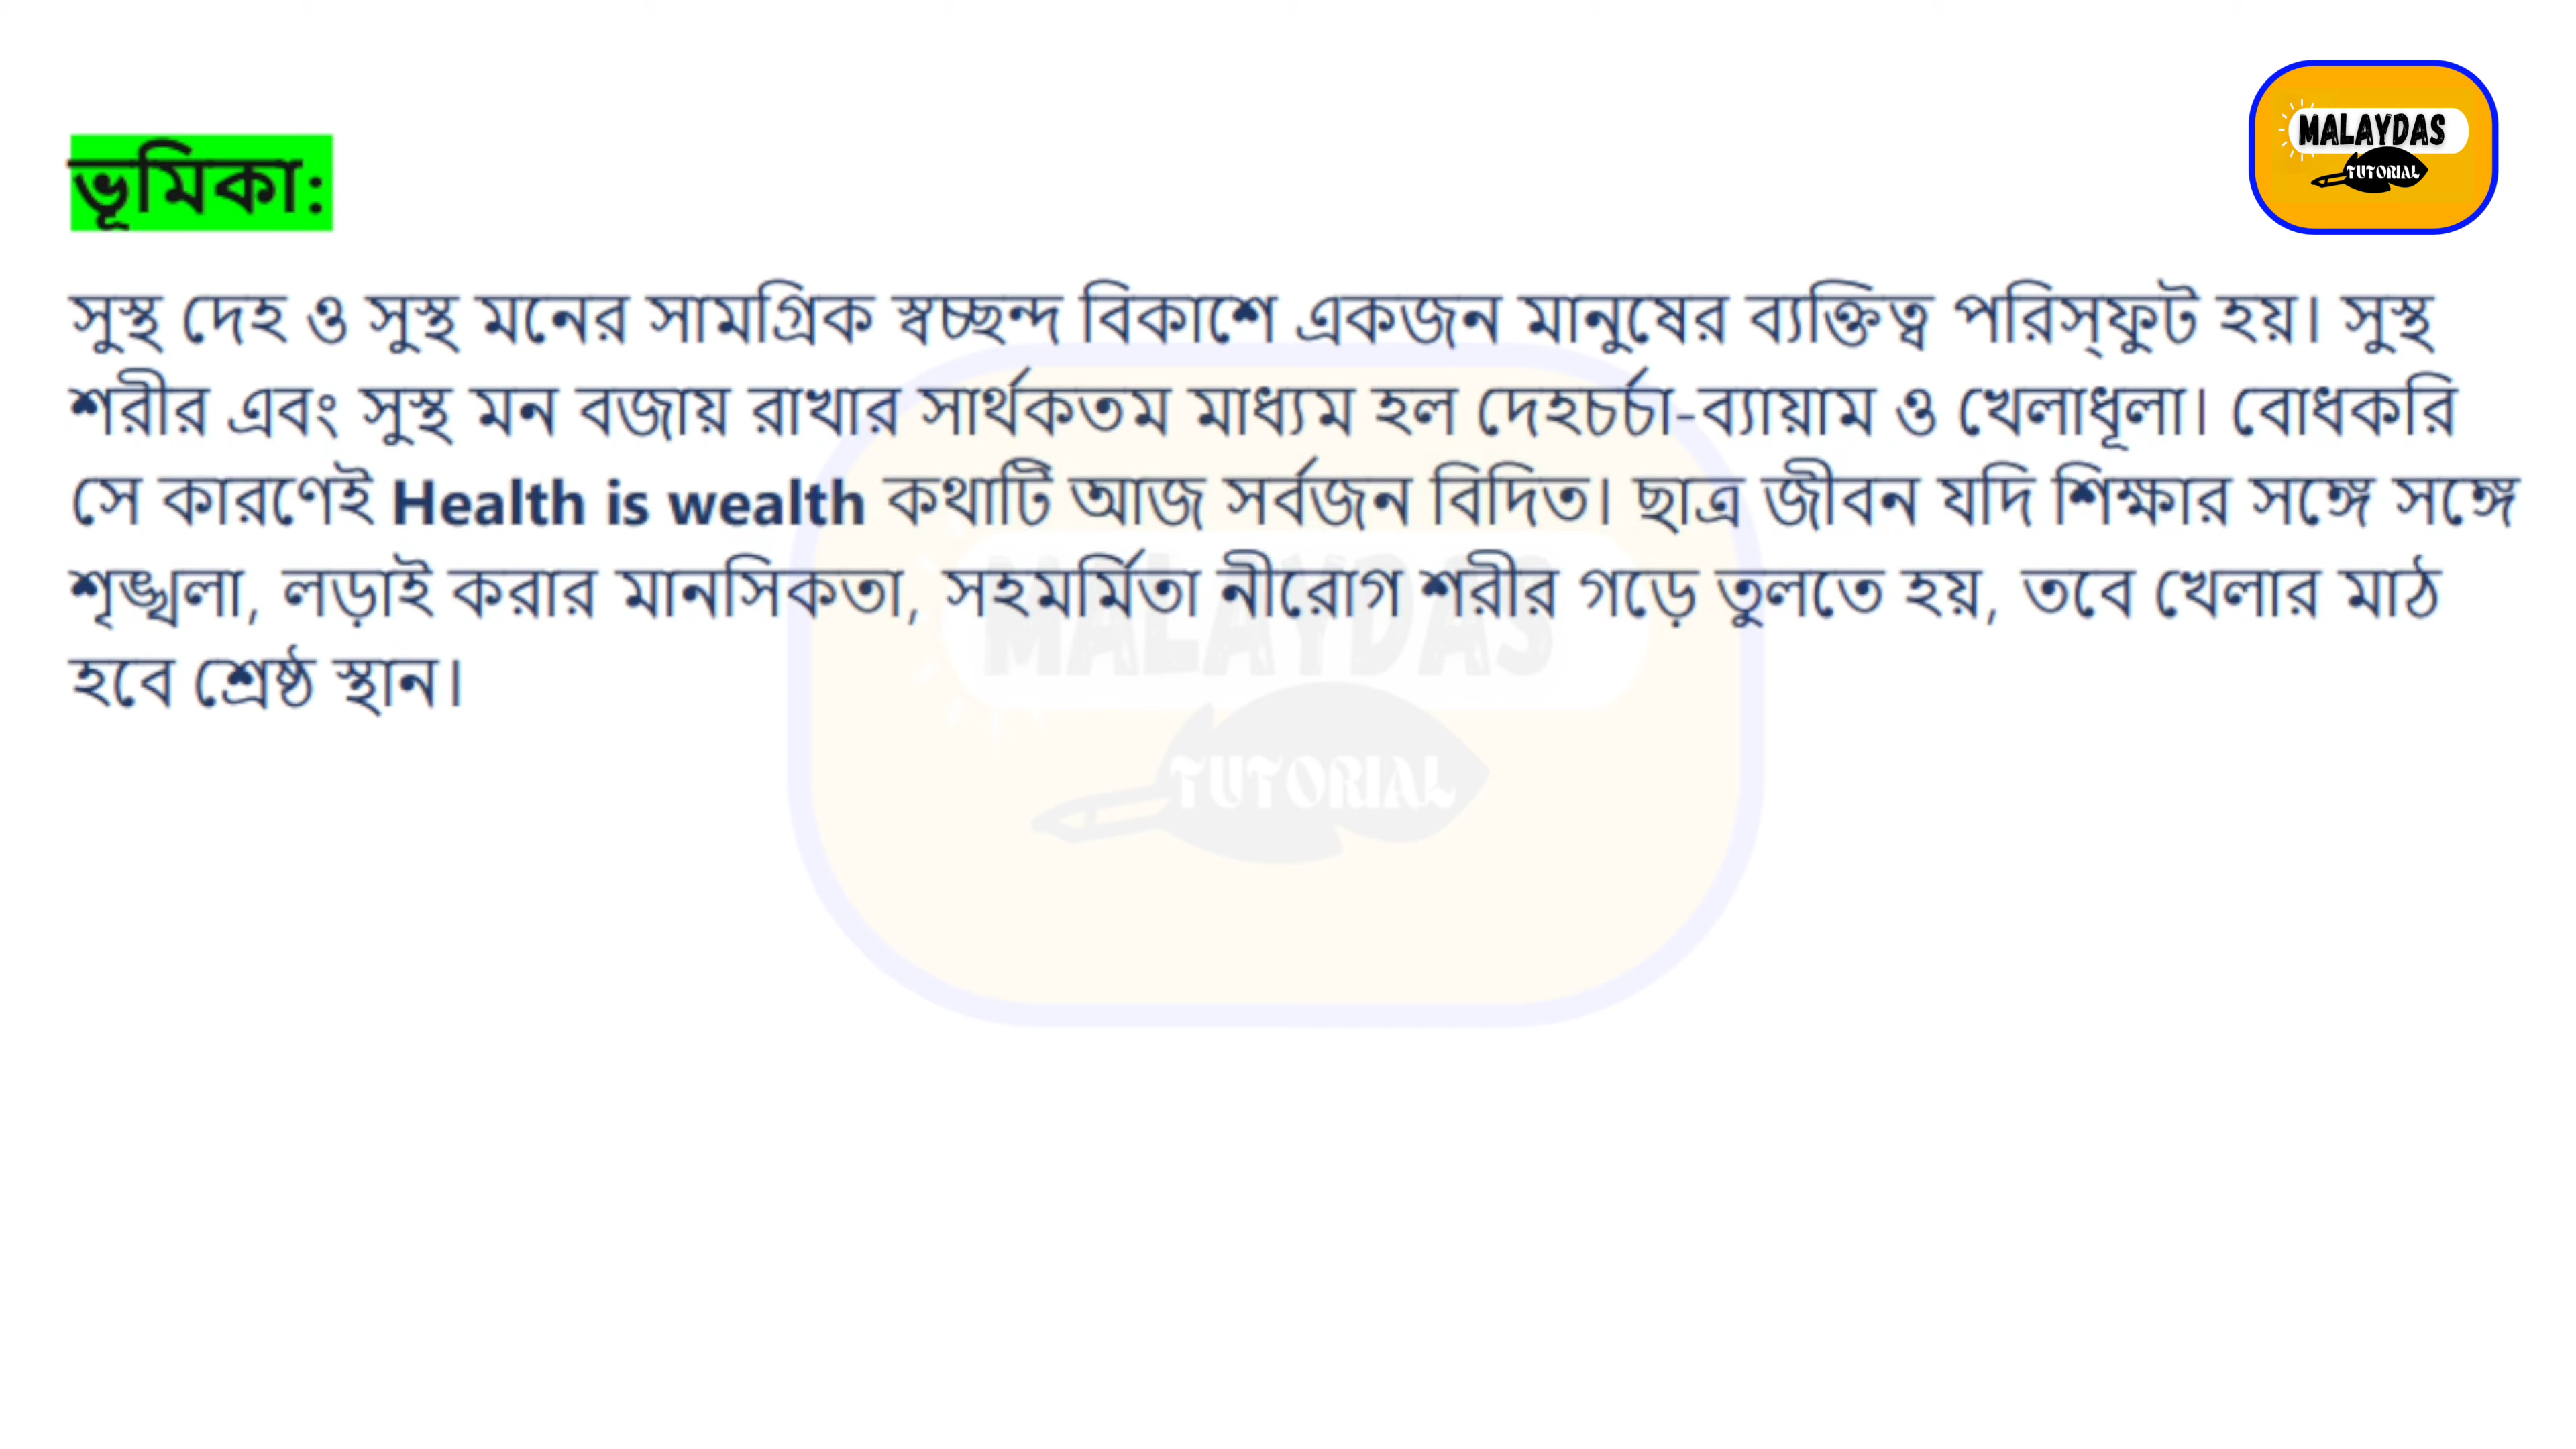 MALAYDAS
TUTORIAL
ভূমিকা:
সুস্থ দেহ ও সুস্থ মনের সামগ্রিক স্বচ্ছন্দ বিকাশে একজন মানুষের ব্যক্তিত্ব পরিস্ফুট হয়। সুস্থ
শরীর এবং সুস্থ মন বজায় রাখার সার্থকতম মাধ্যম হল দেহচর্চা-ব্যায়াম ও খেলাধূলা। বোধকরি
সে কারণেই Health is wealth কথাটি আজ সর্বজন বিদিত। ছাত্র জীবন যদি শিক্ষার সঙ্গে সঙ্গে
শৃঙ্খলা, লড়াই করার মানসিকতা, সহমর্মিতা নীরোগ শরীর গড়ে তুলতে হয়, তবে খেলার মাঠ
হবে শ্রেষ্ঠ স্থান।
MALAYDAS
TUTORIAL